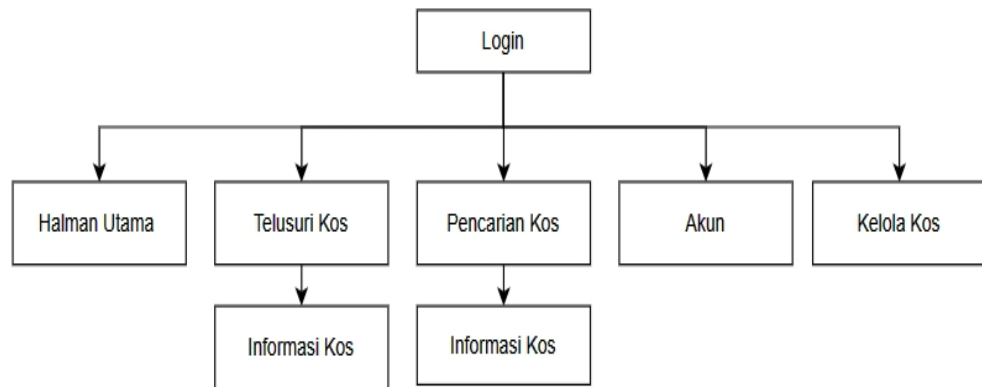 Login
Halman Utama
Telusuri Kos
Pencarian Kos
Akun
Kelola Kos
Informasi Kos
Informasi Kos